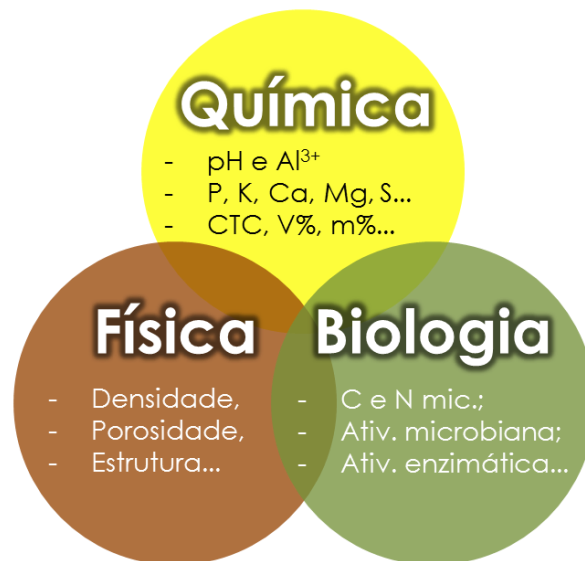 Química
- pH e Al³⁺
- P, K, Ca, Mg, S...
- CTC, V%, m%...
Física
- Densidade,
- Porosidade,
- Estrutura...
Biologia
- C e N mic.;
- Ativ. microbiana;
- Ativ. enzimática...